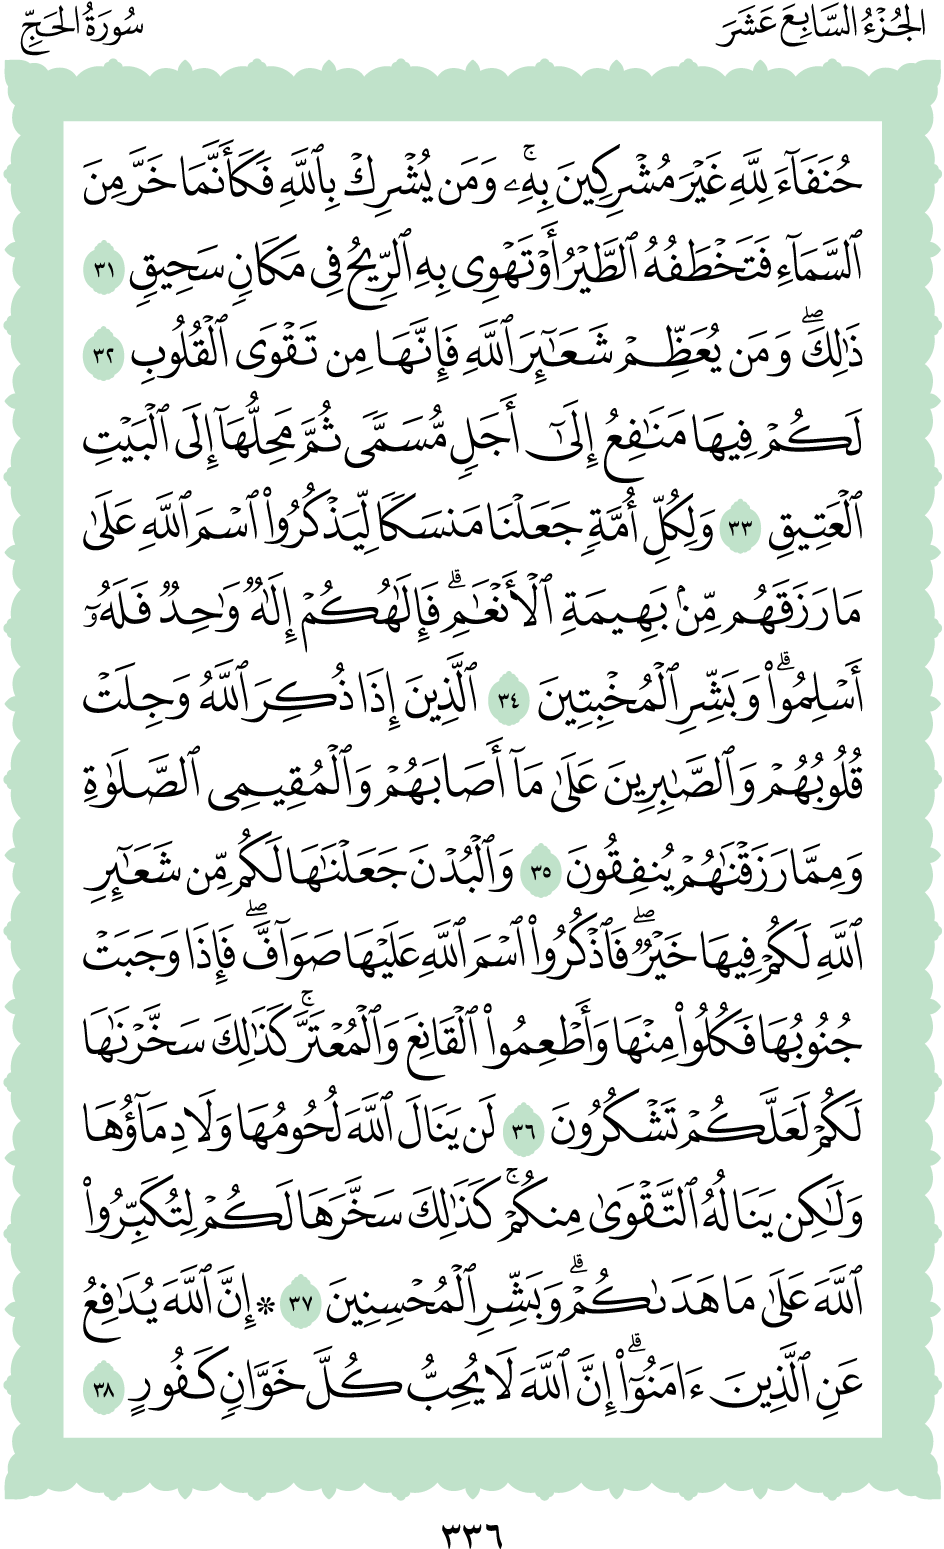 الجُزْءُ السَّابِعَ عَشَرَ
سُورَةُ الحَجِّ
حُنَفَآءَ لِلَّهِ غَيۡرَ مُشۡرِكِينَ بِهِۦۚ وَمَن يُشۡرِكۡ بِٱللَّهِ فَكَأَنَّمَا خَرَّ مِنَ
ٱلسَّمَآءِ فَتَخۡطَفُهُ ٱلطَّيۡرُ أَوۡ تَهۡوِي بِهِ ٱلرِّيحُ فِي مَكَانٖ سَحِيقٖ ٣١
ذَٰلِكَۖ وَمَن يُعَظِّمۡ شَعَٰٓئِرَ ٱللَّهِ فَإِنَّهَا مِن تَقۡوَى ٱلۡقُلُوبِ ٣٢
لَكُمۡ فِيهَا مَنَٰفِعُ إِلَىٰٓ أَجَلٖ مُّسَمّٗى ثُمَّ مَحِلُّهَآ إِلَى ٱلۡبَيۡتِ
ٱلۡعَتِيقِ ٣٣ وَلِكُلِّ أُمَّةٖ جَعَلۡنَا مَنسَكٗا لِّيَذۡكُرُواْ ٱسۡمَ ٱللَّهِ عَلَىٰ
مَا رَزَقَهُم مِّنۢ بَهِيمَةِ ٱلۡأَنۡعَٰمِۗ فَإِلَٰهُكُمۡ إِلَٰهٞ وَٰحِدٞ فَلَهُۥٓ
أَسۡلِمُواْۗ وَبَشِّرِ ٱلۡمُخۡبِتِينَ ٣٤ ٱلَّذِينَ إِذَا ذُكِرَ ٱللَّهُ وَجِلَتۡ
قُلُوبُهُمۡ وَٱلصَّٰبِرِينَ عَلَىٰ مَآ أَصَابَهُمۡ وَٱلۡمُقِيمِي ٱلصَّلَوٰةِ
وَمِمَّا رَزَقۡنَٰهُمۡ يُنفِقُونَ ٣٥ وَٱلۡبُدۡنَ جَعَلۡنَٰهَا لَكُم مِّن شَعَٰٓئِرِ
ٱللَّهِ لَكُمۡ فِيهَا خَيۡرٞۖ فَٱذۡكُرُواْ ٱسۡمَ ٱللَّهِ عَلَيۡهَا صَوَآفَّۖ فَإِذَا وَجَبَتۡ
جُنُوبُهَا فَكُلُواْ مِنۡهَا وَأَطۡعِمُواْ ٱلۡقَانِعَ وَٱلۡمُعۡتَرَّۚ كَذَٰلِكَ سَخَّرۡنَٰهَا
لَكُمۡ لَعَلَّكُمۡ تَشۡكُرُونَ ٣٦ لَن يَنَالَ ٱللَّهَ لُحُومُهَا وَلَا دِمَآؤُهَا
وَلَٰكِن يَنَالُهُ ٱلتَّقۡوَىٰ مِنكُمۡۚ كَذَٰلِكَ سَخَّرَهَا لَكُمۡ لِتُكَبِّرُواْ
ٱللَّهَ عَلَىٰ مَا هَدَىٰكُمۡۗ وَبَشِّرِ ٱلۡمُحۡسِنِينَ ٣٧ ۞ إِنَّ ٱللَّهَ يُدَٰفِعُ
عَنِ ٱلَّذِينَ ءَامَنُوٓاْۗ إِنَّ ٱللَّهَ لَا يُحِبُّ كُلَّ خَوَّانٖ كَفُورٍ ٣٨
٣٣٦